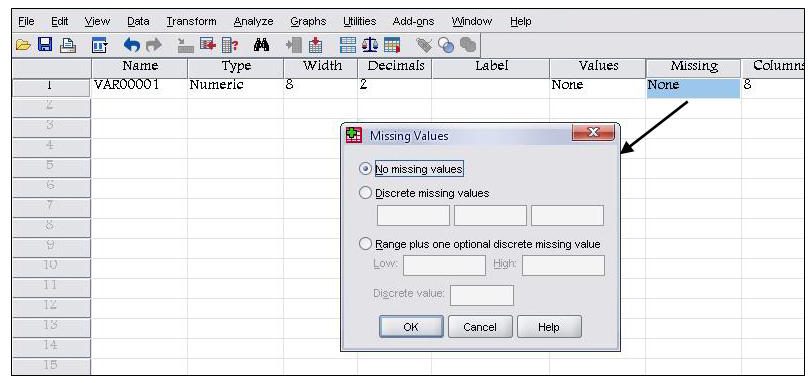 File Edit View Data Transform Analyze Graphs Utilities Add-ons Window Help
Name Type Width Decimals Label Values Missing Columns
1 VAR00001 Numeric 8 2 None None 8
2
3
4
5
6
7
8
9
10
11
12
13
14
15
Missing Values
No missing values
Discrete missing values
Range plus one optional discrete missing value
Low: High:
Discrete value:
OK Cancel Help